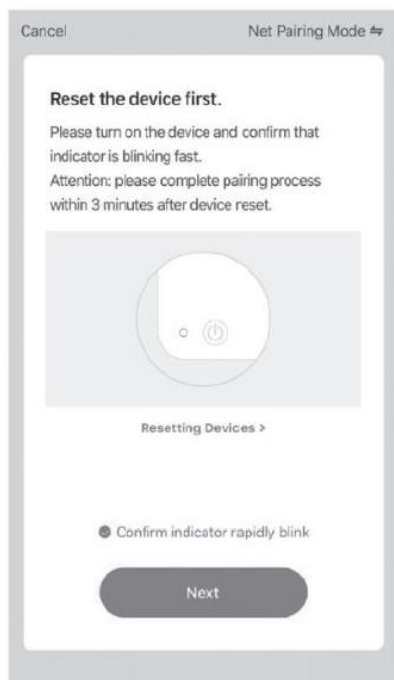 Cancel
Net Pairing Mode ⇋
Reset the device first.
Please turn on the device and confirm that
indicator is blinking fast.
Attention: please complete pairing process
within 3 minutes after device reset.
Resetting Devices >
Confirm indicator rapidly blink
Next